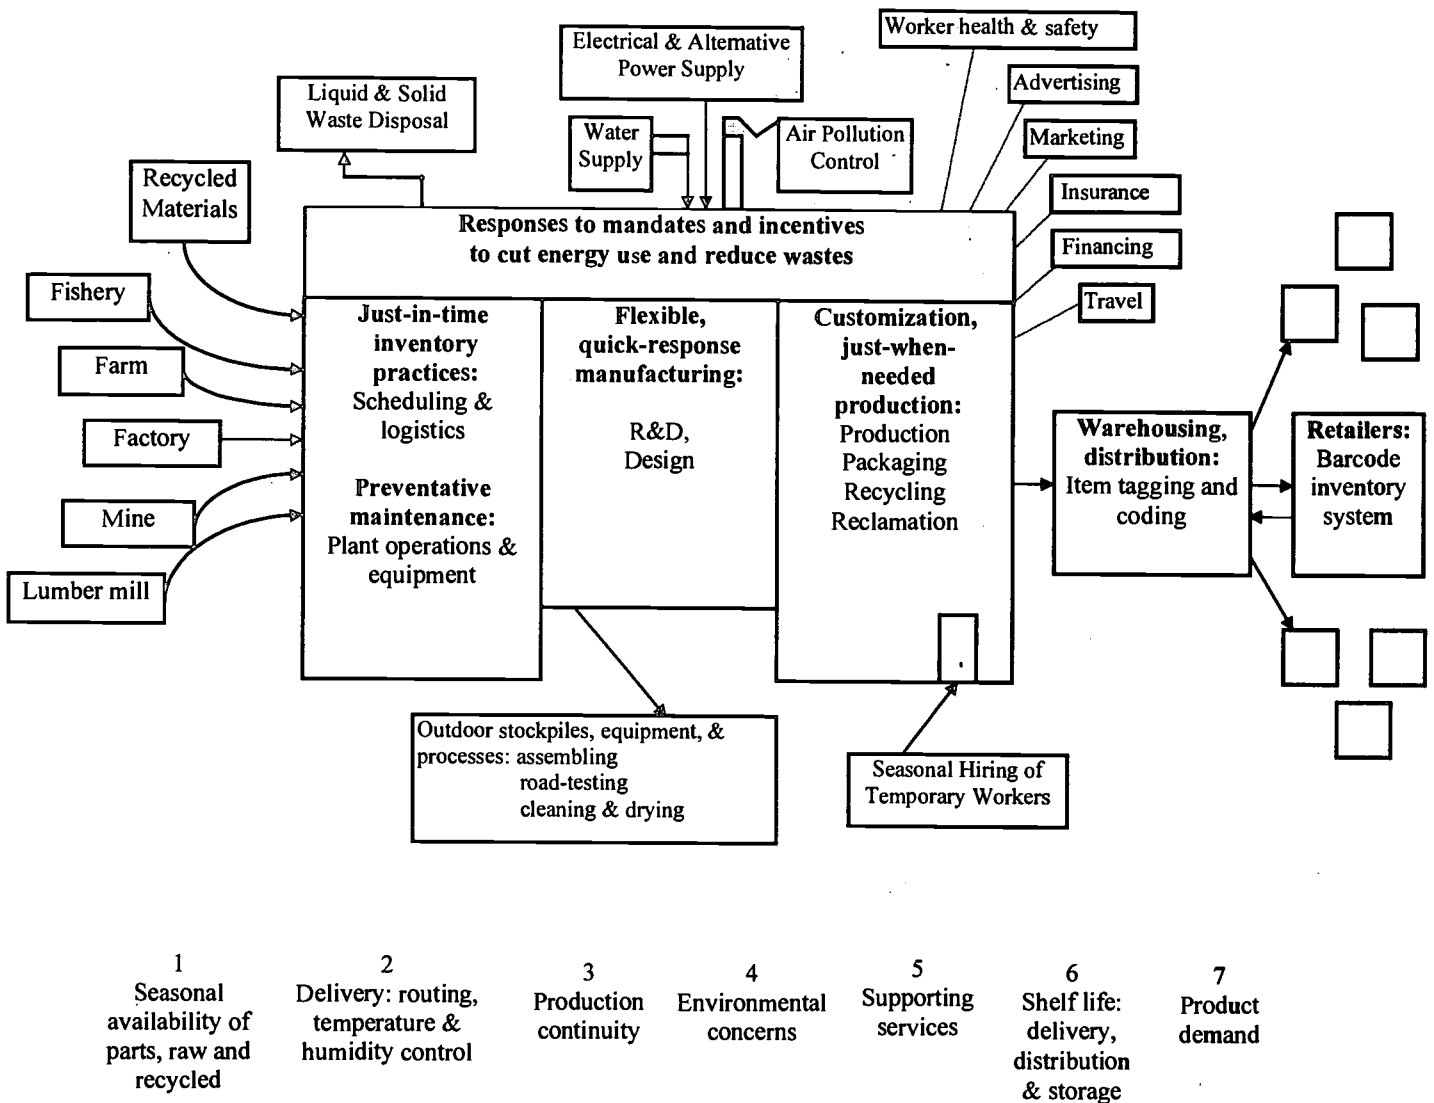 Worker health & safety
Electrical & Alternative
Power Supply
Advertising
Liquid & Solid
Waste Disposal
Water
Supply
Air Pollution
Control
Marketing
Recycled
Materials
Insurance
Responses to mandates and incentives
to cut energy use and reduce wastes
Financing
Fishery
Travel
Farm
Factory
Mine
Lumber mill
Just-in-time
inventory
practices:
Scheduling &
logistics
Preventative
maintenance:
Plant operations &
equipment
Flexible,
quick-response
manufacturing:
R&D,
Design
Customization,
just-when-
needed
production:
Production
Packaging
Recycling
Reclamation
Warehousing,
distribution:
Item tagging and
coding
Retailers:
Barcode
inventory
system
Outdoor stockpiles, equipment, &
processes: assembling
road-testing
cleaning & drying
Seasonal Hiring of
Temporary Workers
1
Seasonal
availability of
parts, raw and
recycled
2
Delivery: routing,
temperature &
humidity control
3
Production
continuity
4
Environmental
concerns
5
Supporting
services
6
Shelf life:
delivery,
distribution
& storage
7
Product
demand